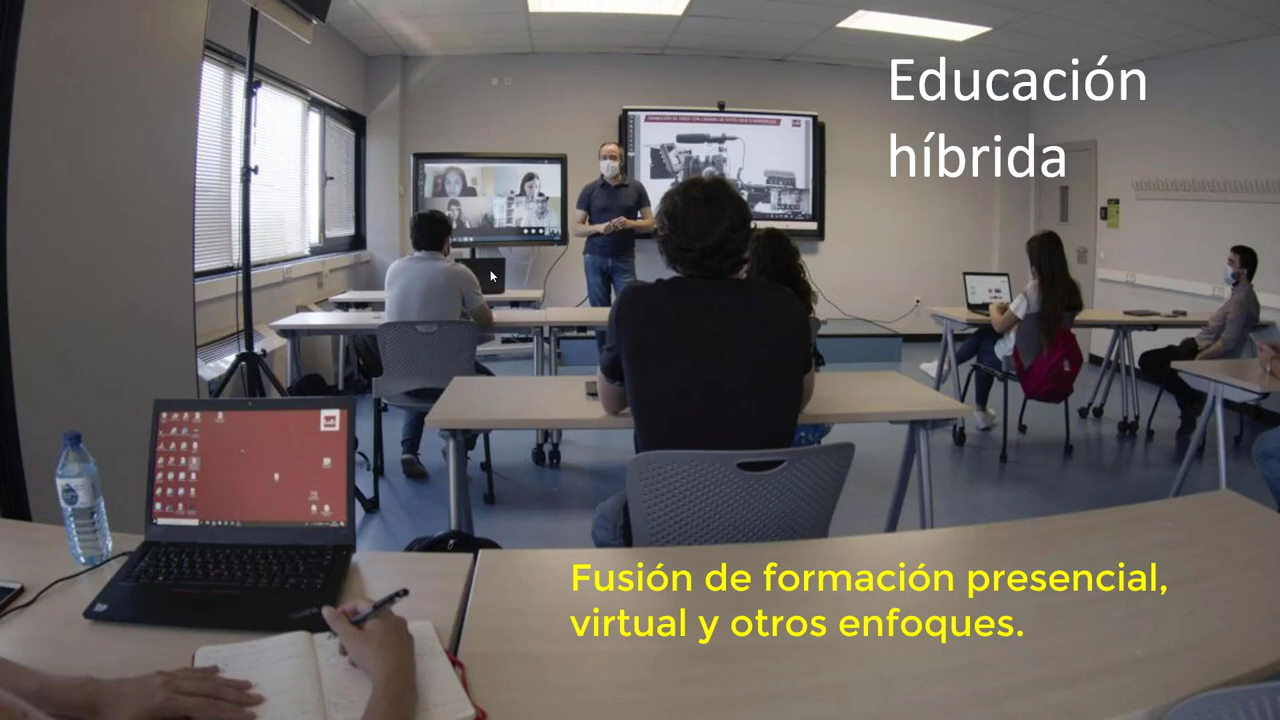 Educación
híbrida
Fusión de formación presencial,
virtual y otros enfoques.